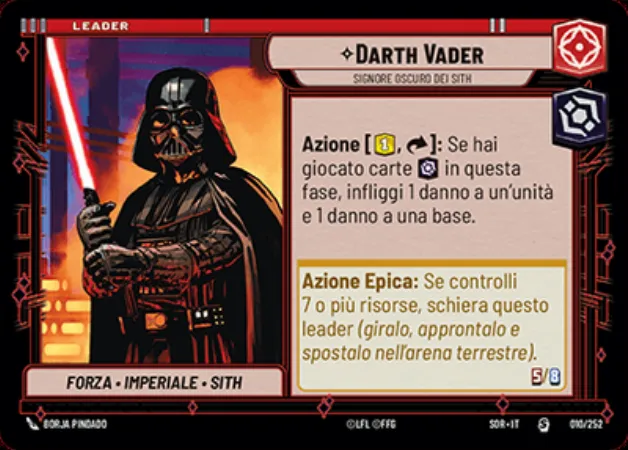 LEADER
DARTH VADER
SIGNORE OSCURO DEI SITH
Azione [1, ]: Se hai
giocato carte in questa
fase, infliggi 1 danno a un'unità
e 1 danno a una base.
Azione Epica: Se controlli
7 o più risorse, schiera questo
leader (giralo, approntalo e
spostalo nell'arena terrestre).
5/8
FORZA • IMPERIALE • SITH
BORJA PINDADO
©LFL ©FFG
SOR•IT
S
010/252